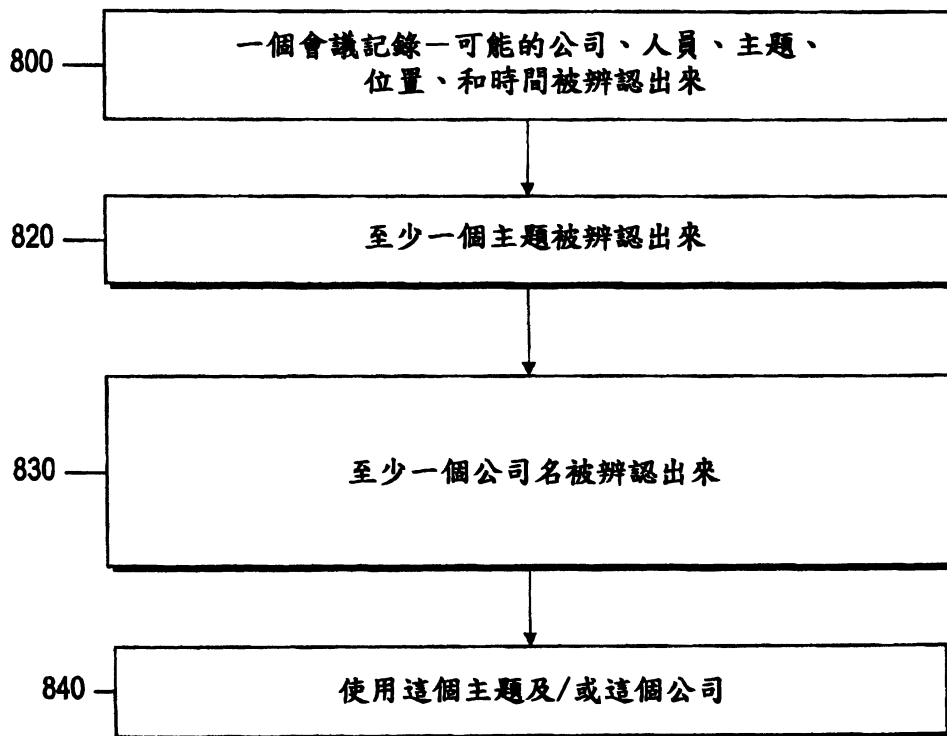 800
一個會議記錄－可能的公司、人員、主題、
位置、和時間被辨認出來
820
至少一個主題被辨認出來
830
至少一個公司名被辨認出來
840
使用這個主題及/或這個公司